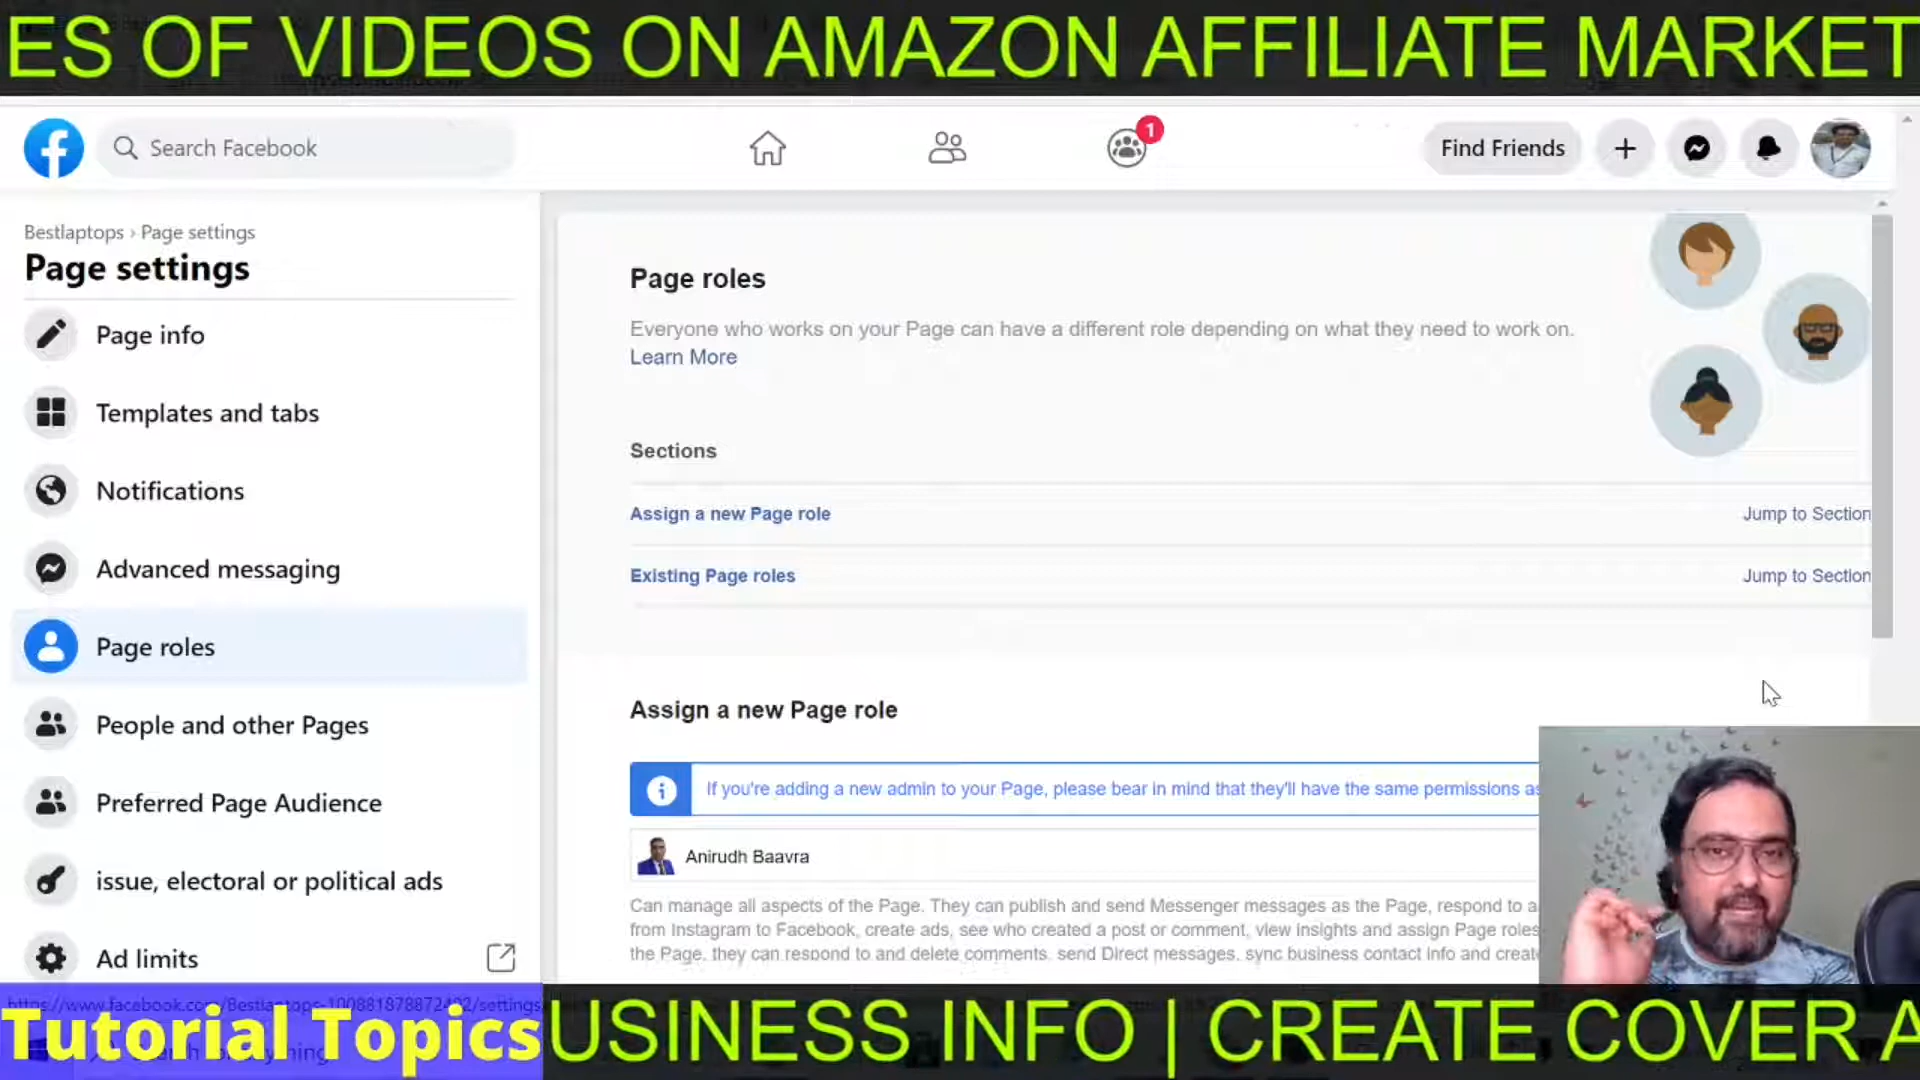 ES OF VIDEOS ON AMAZON AFFILIATE MARKET
Search Facebook
1
Find Friends
Bestlaptops › Page settings
Page settings
Page info
Templates and tabs
Notifications
Advanced messaging
Page roles
People and other Pages
Preferred Page Audience
issue, electoral or political ads
Ad limits
Page roles
Everyone who works on your Page can have a different role depending on what they need to work on.
Learn More
Sections
Assign a new Page role
Jump to Section
Existing Page roles
Jump to Section
Assign a new Page role
If you're adding a new admin to your Page, please bear in mind that they'll have the same permissions as
Anirudh Baavra
Can manage all aspects of the Page. They can publish and send Messenger messages as the Page, respond to a
from Instagram to Facebook, create ads, see who created a post or comment, view insights and assign Page roles
the Page, they can respond to and delete comments, send Direct messages, sync business contact info and create
Tutorial Topics
USINESS INFO | CREATE COVER A